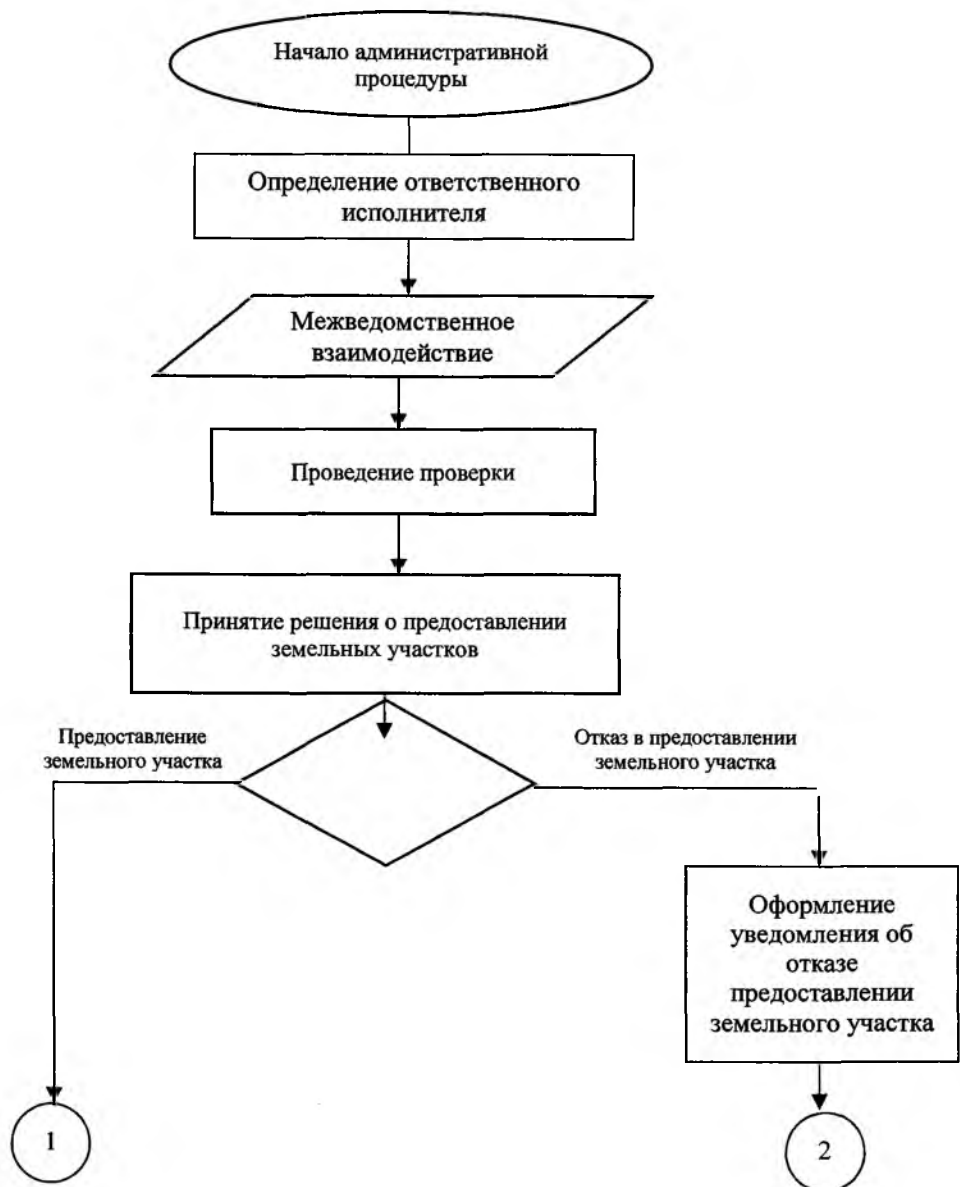 Начало административной
процедуры
Определение ответственного
исполнителя
Межведомственное
взаимодействие
Проведение проверки
Принятие решения о предоставлении
земельных участков
Предоставление
земельного участка
Отказ в предоставлении
земельного участка
Оформление
уведомления об
отказе
предоставлении
земельного участка
1
2